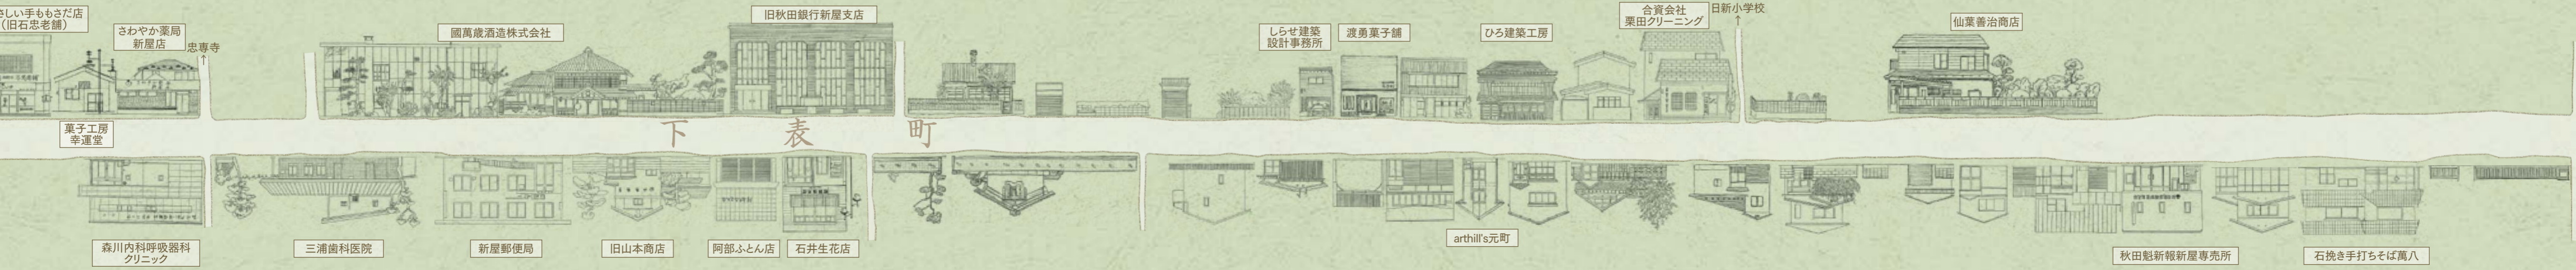 さしい手ももさだ店
（旧石忠老舗）
さわやか薬局
新屋店
忠専寺
↑
國萬歳酒造株式会社
旧秋田銀行新屋支店
しらせ建築
設計事務所
渡勇菓子舗
ひろ建築工房
合資会社
栗田クリーニング
日新小学校
↑
仙葉善治商店
菓子工房
幸運堂
下表町
森川内科呼吸器科
クリニック
三浦歯科医院
新屋郵便局
旧山本商店
阿部ふとん店
石井生花店
arthill's元町
秋田魁新報新屋専売所
石挽き手打ちそば萬八